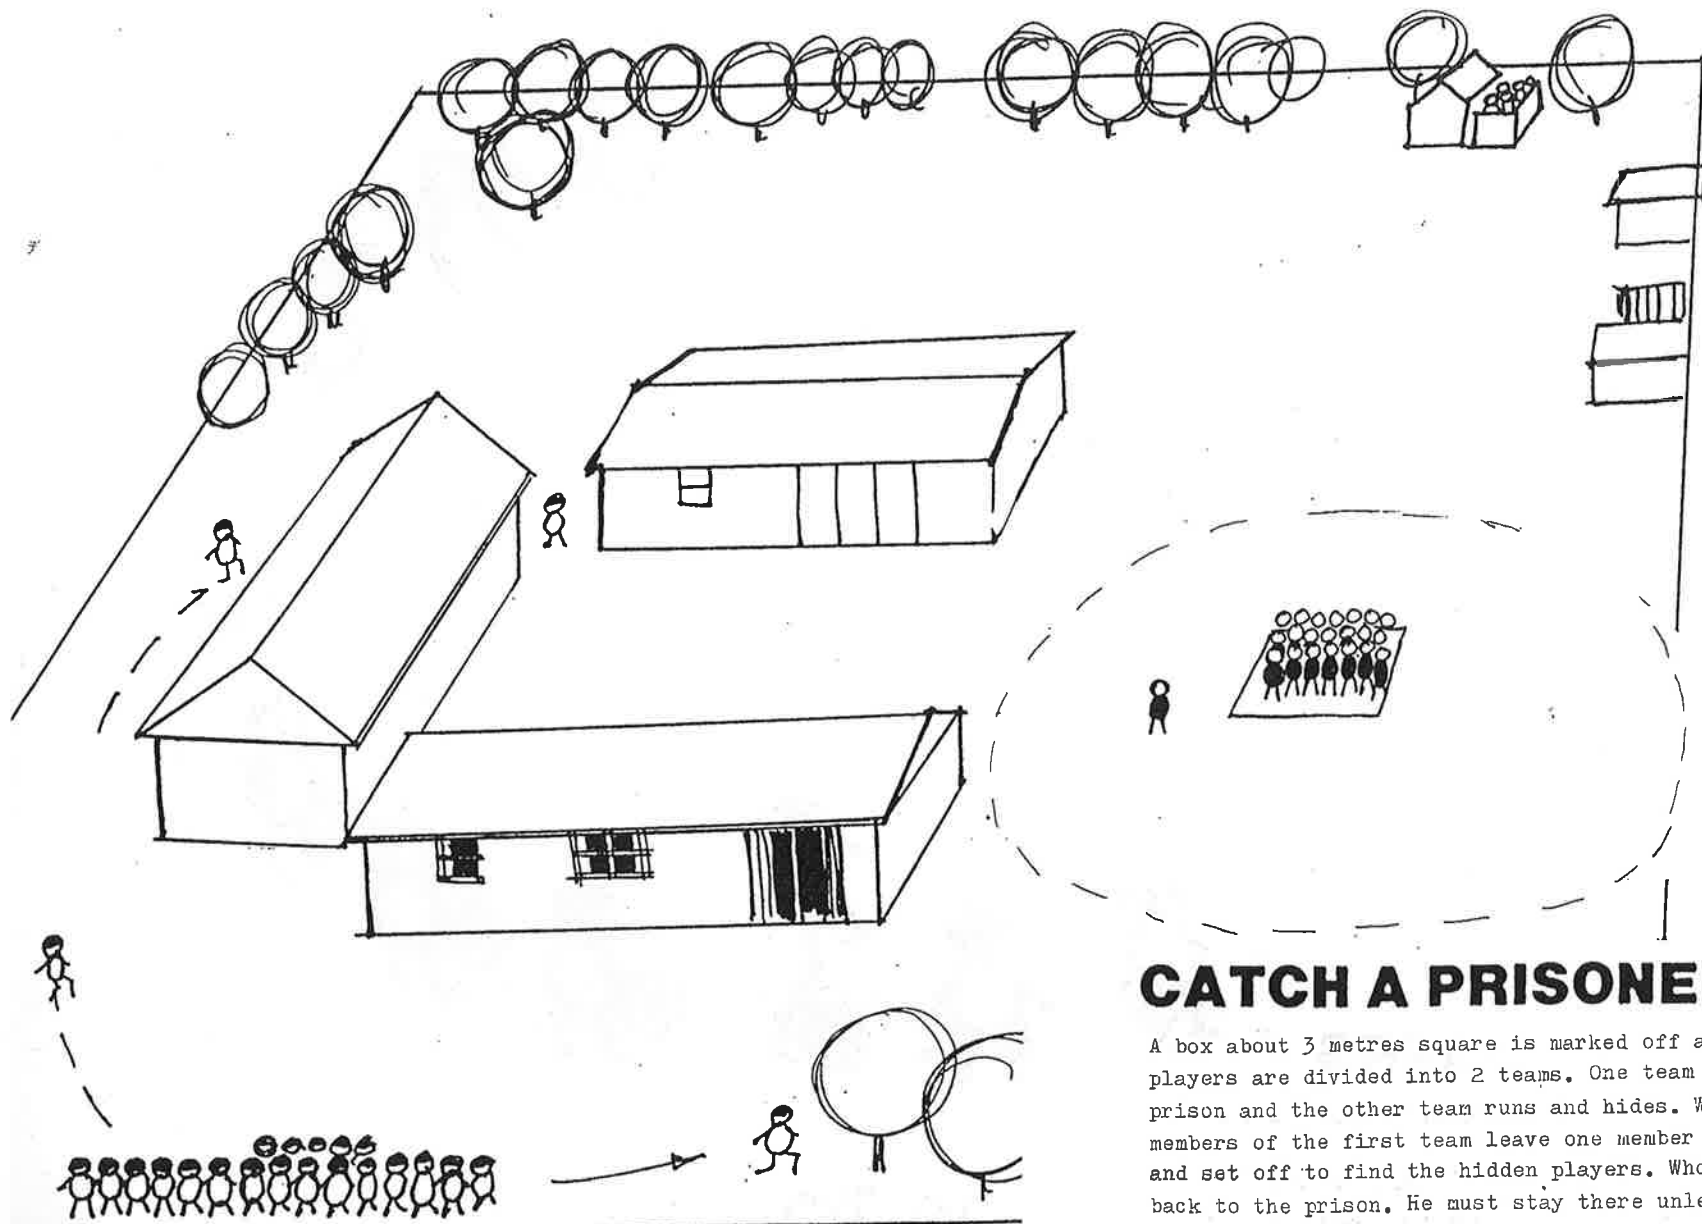 CATCH A PRISONE
A box about 3 metres square is marked off a
players are divided into 2 teams. One team
prison and the other team runs and hides. W
members of the first team leave one member
and set off to find the hidden players. Who
back to the prison. He must stay there unle